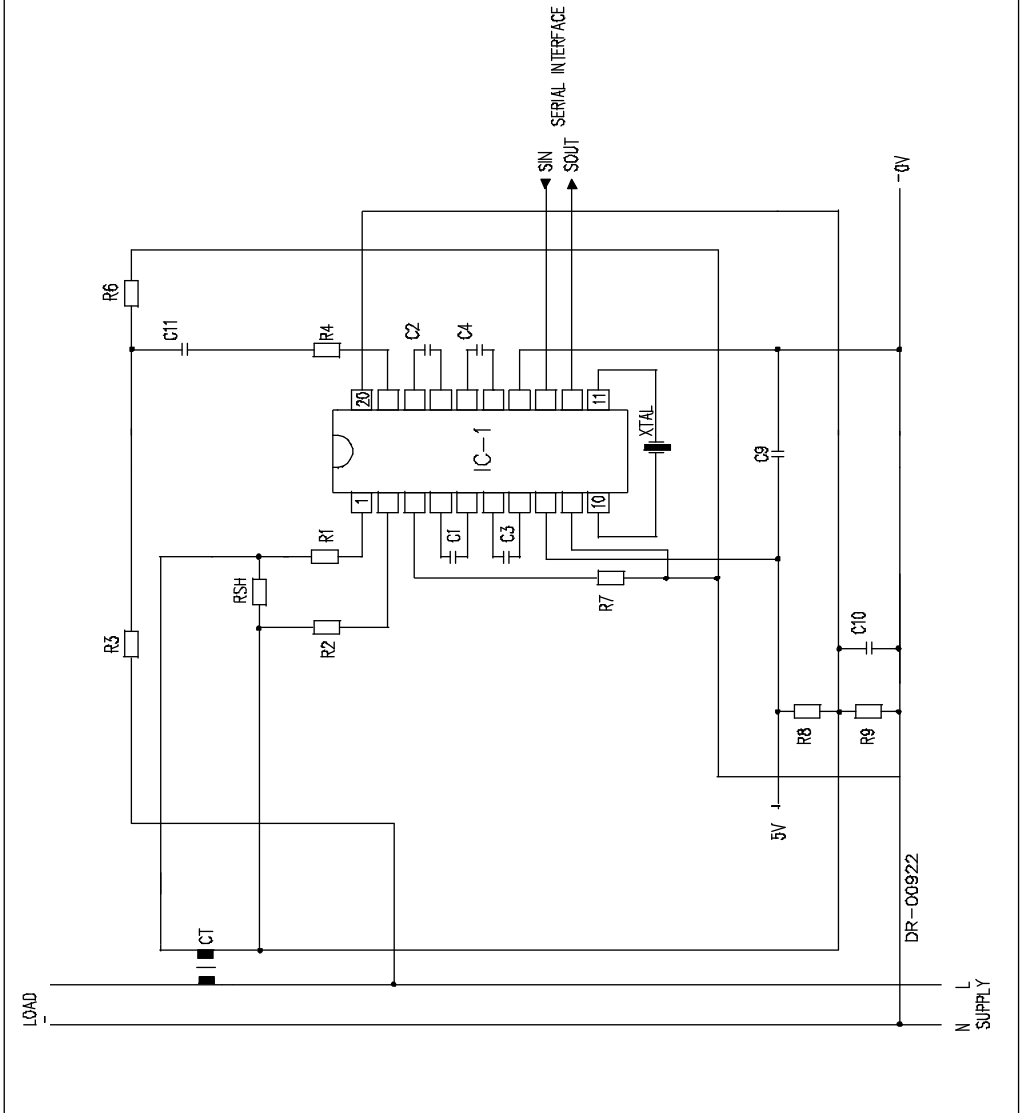 SERIAL INTERFACE
SIN
SOUT
-0V
R6
C11
R4
C2
C4
20
11
XTAL
IC-1
C9
1
10
R1
C1
C3
RSH
R7
R2
R3
C10
R8
R9
5V
DR-00922
CT
LOAD
L
N
SUPPLY